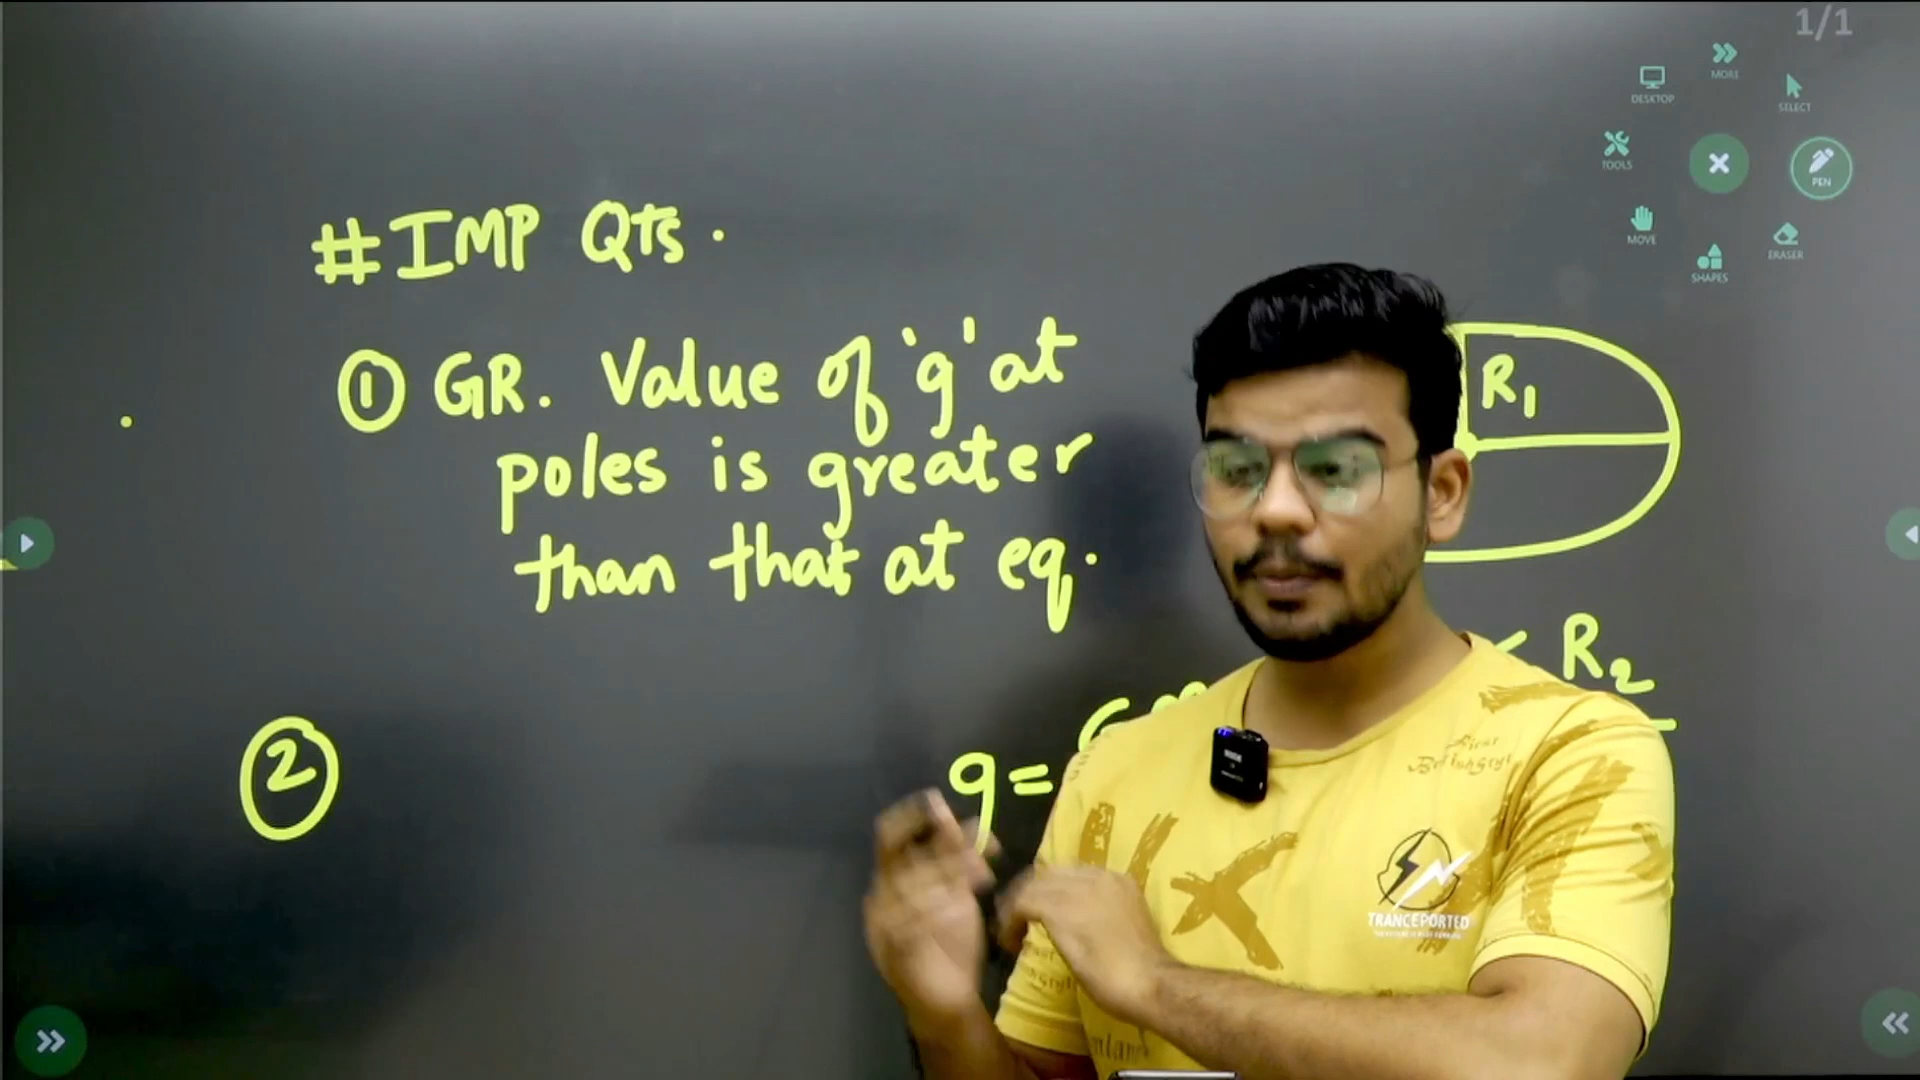 1/1
MORE
DESKTOP
SELECT
TOOLS
PEN
MOVE
ERASER
SHAPES
# IMP Qts.
① GR. Value of 'g' at
poles is greater
than that at eq.
R₁
< R₂
②
g =
TRANCEPORTED